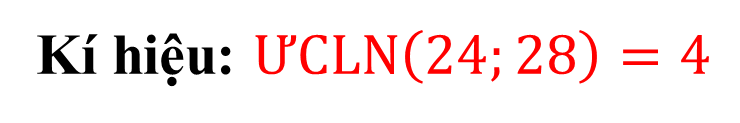 Kí hiệu: ƯCLN(24; 28) = 4